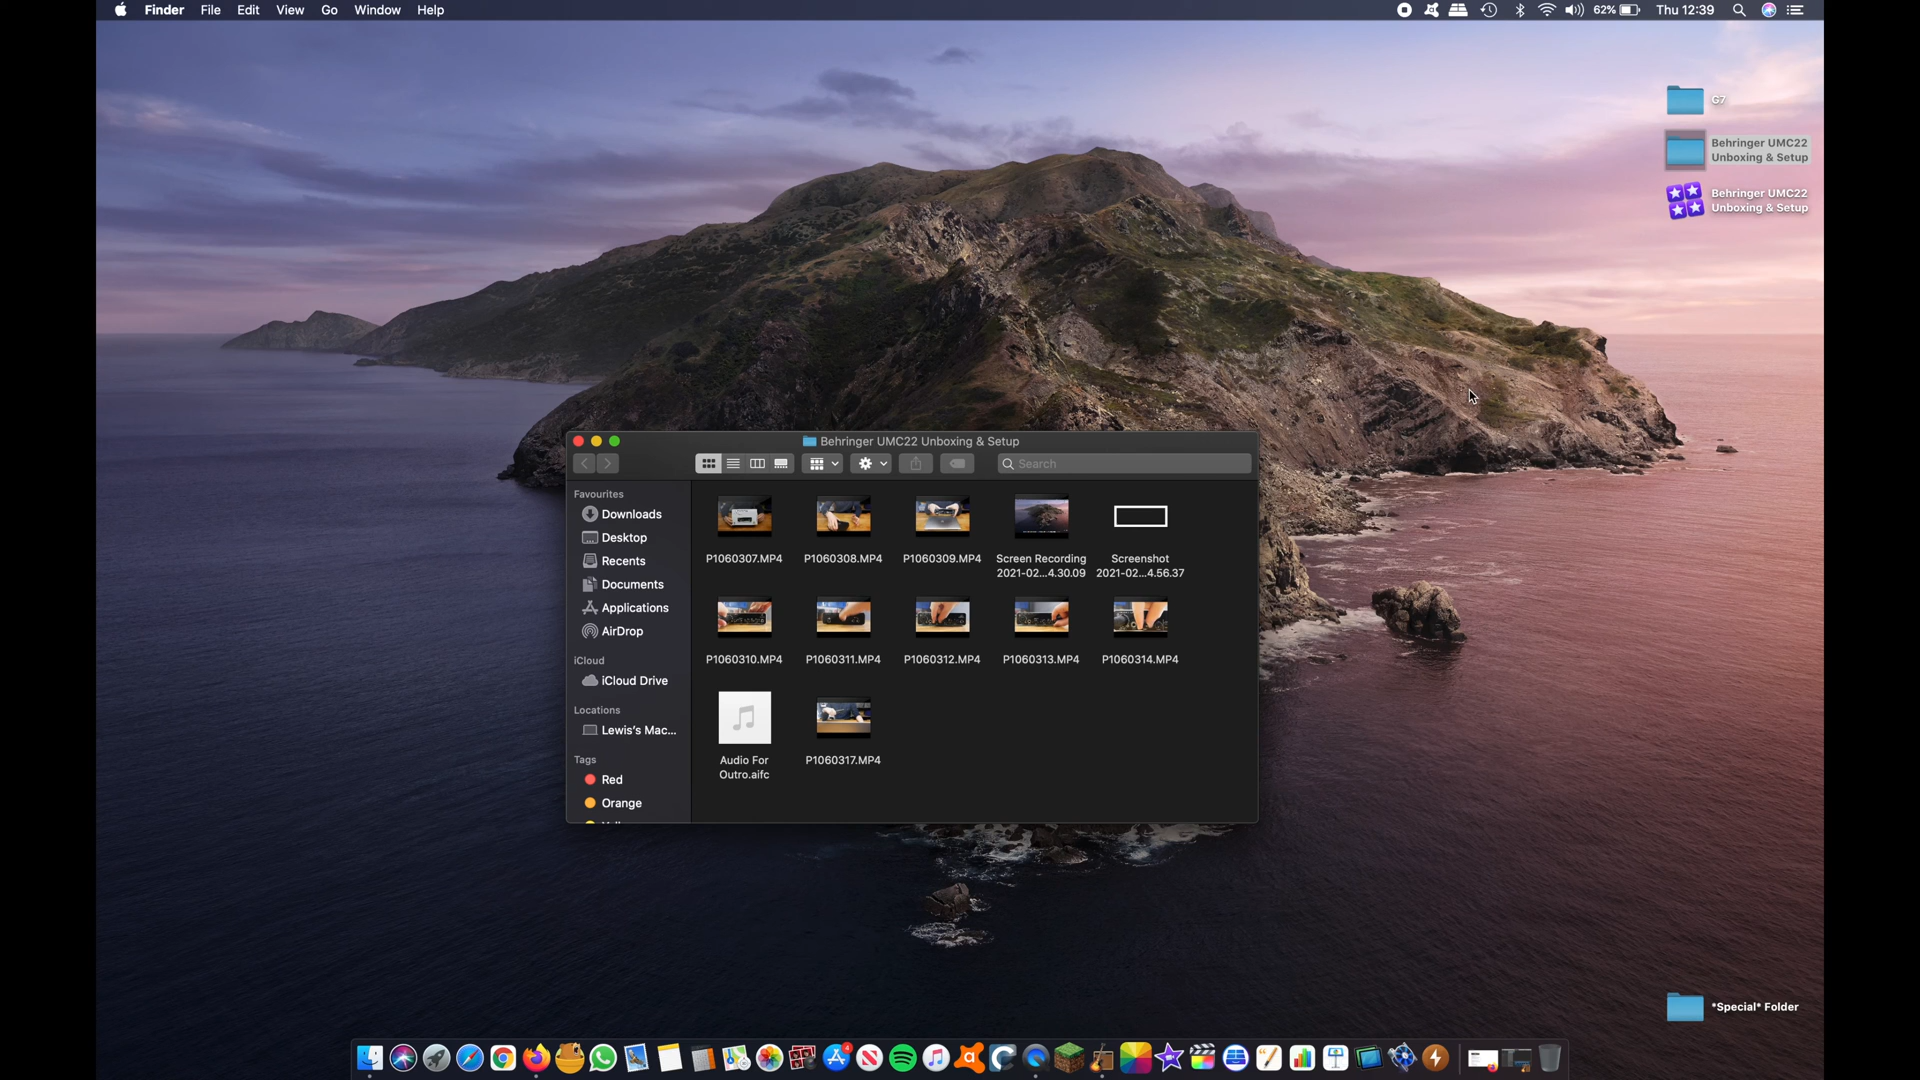 Finder File Edit View Go Window Help
62% Thu 12:39
G7
Behringer UMC22
Unboxing & Setup
Behringer UMC22
Unboxing & Setup
Behringer UMC22 Unboxing & Setup
Search
Favourites
Downloads
Desktop
Recents
Documents
Applications
AirDrop
iCloud
iCloud Drive
Locations
Lewis's Mac...
Tags
Red
Orange
P1060307.MP4
P1060308.MP4
P1060309.MP4
Screen Recording
2021-02...4.30.09
Screenshot
2021-02...4.56.37
P1060310.MP4
P1060311.MP4
P1060312.MP4
P1060313.MP4
P1060314.MP4
Audio For
Outro.aifc
P1060317.MP4
*Special* Folder
4